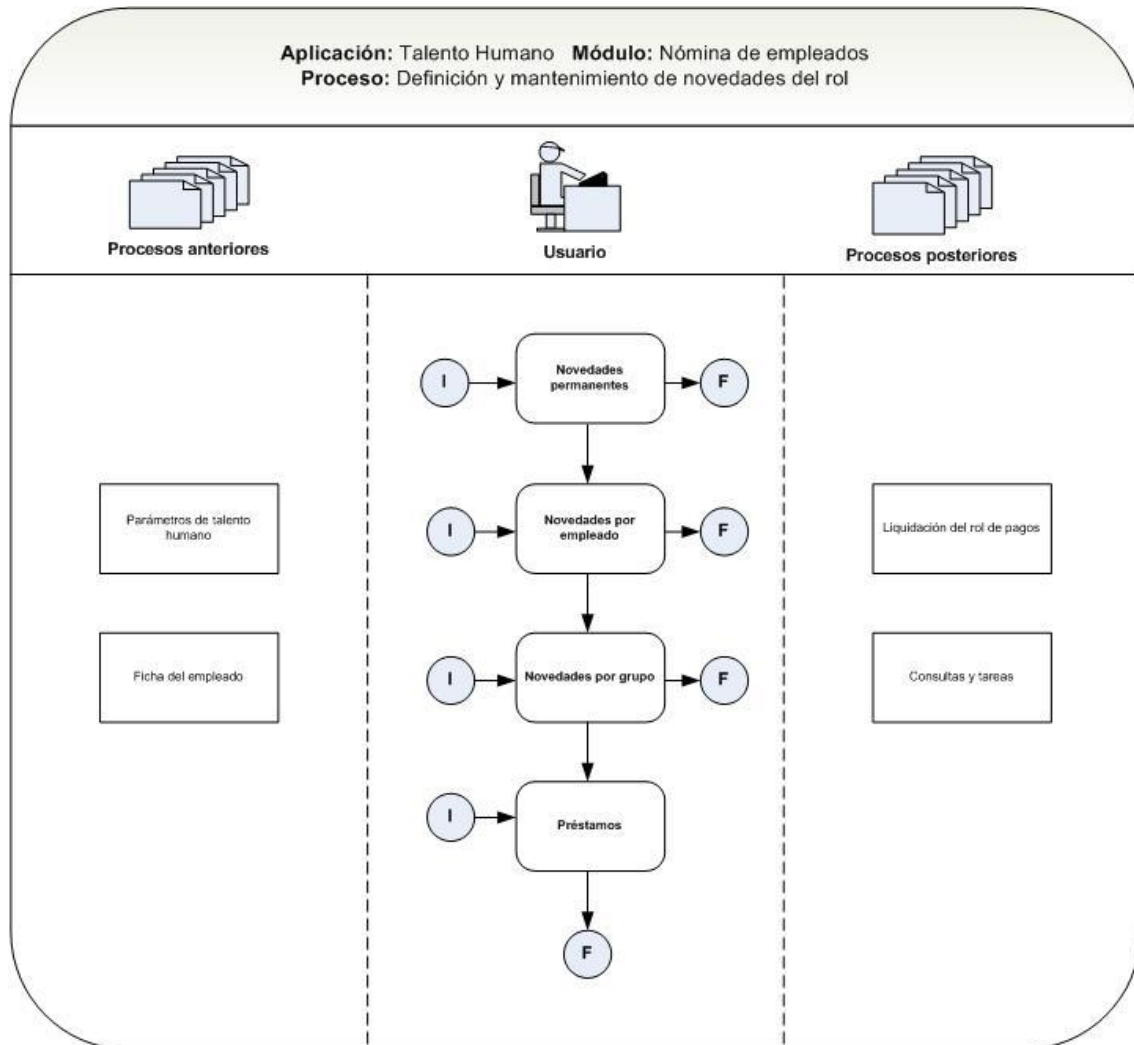 Aplicación: Talento Humano Módulo: Nómina de empleados
Proceso: Definición y mantenimiento de novedades del rol
Procesos anteriores
Usuario
Procesos posteriores
I
Novedades
permanentes
F
Parámetros de talento
humano
I
Novedades por
empleado
F
Liquidación del rol de pagos
Ficha del empleado
I
Novedades por grupo
F
Consultas y tareas
I
Préstamos
F